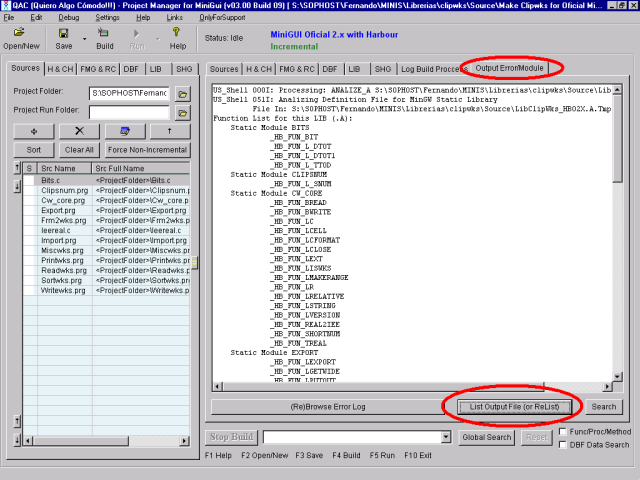 QAC (Quiero Algo Cómodo!!!) - Project Manager for MiniGui (v03.00 Build 09) [ S:\SOPHOST\Fernando\MINIS\Librerias\clipwks\Source\Make Clipwks for Oficial Mi...
File Edit Debug Settings Help Links OnlyForSupport
Open/New Save Build Run Help
Status: Idle
MiniGUI Oficial 2.x with Harbour
Incremental
Sources H & CH FMG & RC DBF LIB SHG
Project Folder: S:\SOPHOST\Fernanc
Project Run Folder:
Sort Clear All Force Non-Incremental
S Src Name Src Full Name
Bits.c <ProjectFolder>\Bits.c
Clipsnum.prg <ProjectFolder>\Clipsnum.p
Cw_core.prg <ProjectFolder>\Cw_core.p
Export.prg <ProjectFolder>\Export.prg
Frm2wks.prg <ProjectFolder>\Frm2wks.p
leereal.c <ProjectFolder>\leereal.c
Import.prg <ProjectFolder>\Import.prg
Miscwks.prg <ProjectFolder>\Miscwks.pr
Printwks.prg <ProjectFolder>\Printwks.p
Readwks.prg <ProjectFolder>\Readwks.p
Sortwks.prg <ProjectFolder>\Sortwks.pr
Writewks.prg <ProjectFolder>\Writewks.p
Sources H & CH FMG & RC DBF LIB SHG Log Build Proccess Output Error/Module
US_Shell 000I: Processing: ANALIZE_A S:\SOPHOST\Fernando\MINIS\Librerias\clipwks\Source\Lib
US_Shell 051I: Analizing Definition File for MinGW Static Library
File In: S:\SOPHOST\Fernando\MINIS\Librerias\clipwks\Source\LibClipWks_HBO2X.A.Tmp
Function List for this LIB (.A):
Static Module BITS
_HB_FUN_BIT
_HB_FUN_L_DTOT
_HB_FUN_L_DTOT1
_HB_FUN_L_TTOD
Static Module CLIPSNUM
_HB_FUN_L_SNUM
Static Module CW_CORE
_HB_FUN_BREAD
_HB_FUN_BWRITE
_HB_FUN_LC
_HB_FUN_LCELL
_HB_FUN_LCFORMAT
_HB_FUN_LCLOSE
_HB_FUN_LEXT
_HB_FUN_LISWKS
_HB_FUN_LMAKERANGE
_HB_FUN_LR
_HB_FUN_LRELATIVE
_HB_FUN_LSTRING
_HB_FUN_LVERSION
_HB_FUN_REAL2IEE
_HB_FUN_SHORTNUM
_HB_FUN_TREAL
Static Module EXPORT
_HB_FUN_LEXPORT
_HB_FUN_LGETWIDE
_HB_FUN_LPUTOUT
(Re)Browse Error Log List Output File (or ReList) Search
Stop Build Global Search Reset Func/Proc/Method
DBF Data Search
F1 Help F2 Open/New F3 Save F4 Build F5 Run F10 Exit